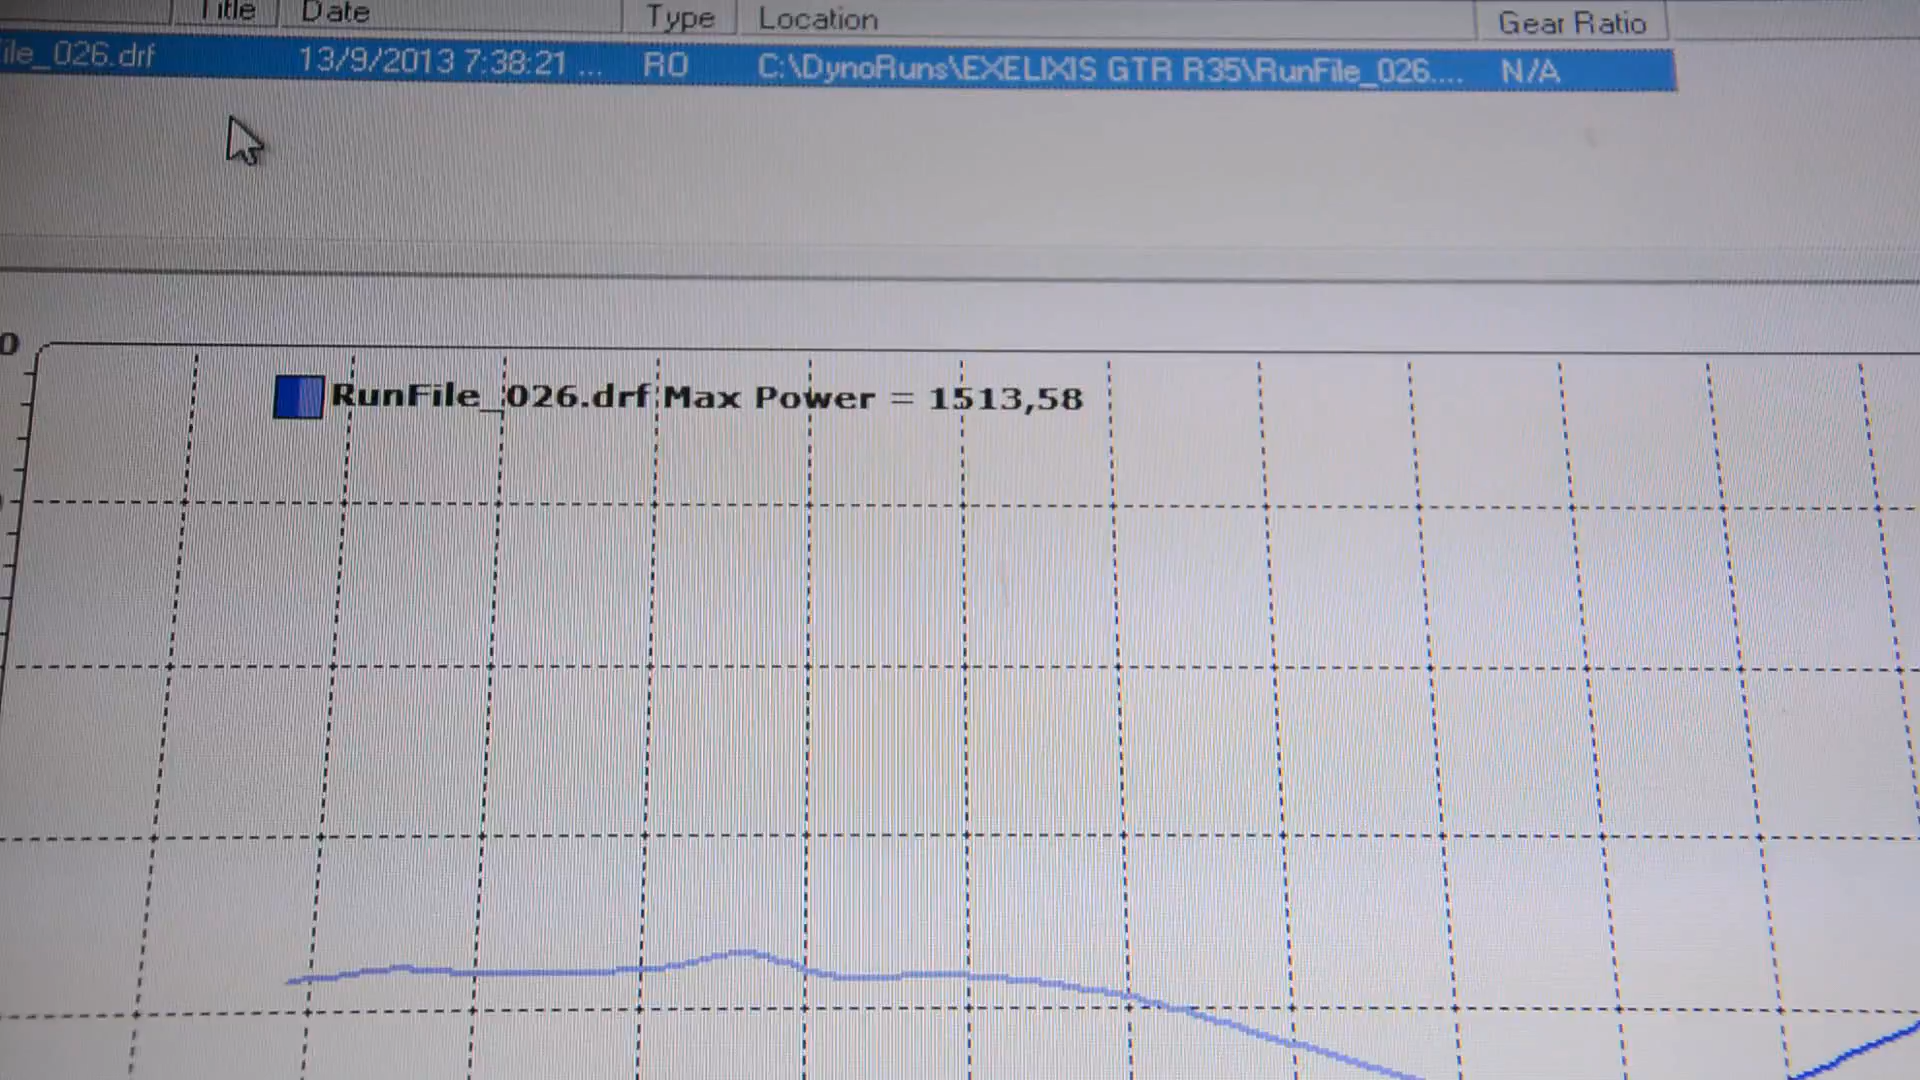 Title Date Type Location Gear Ratio
ile_026.drf 13/9/2013 7:38:21 ... RO C:\DynoRuns\EXELIXIS GTR R35\RunFile_026.... N/A
0
RunFile_026.drf Max Power = 1513,58